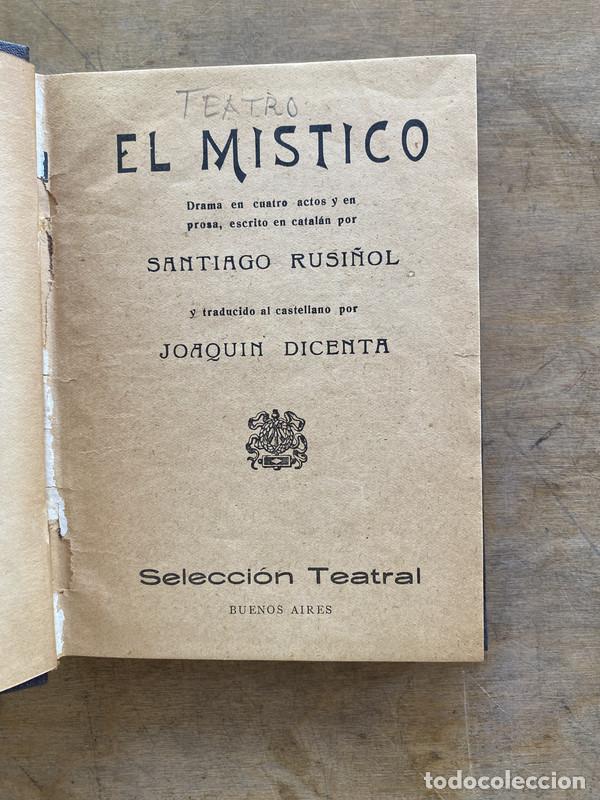 TEATRO
EL MISTICO
Drama en cuatro actos y en
prosa, escrito en catalán por
SANTIAGO RUSIÑOL
y traducido al castellano por
JOAQUIN DICENTA
Selección Teatral
BUENOS AIRES
todocoleccion